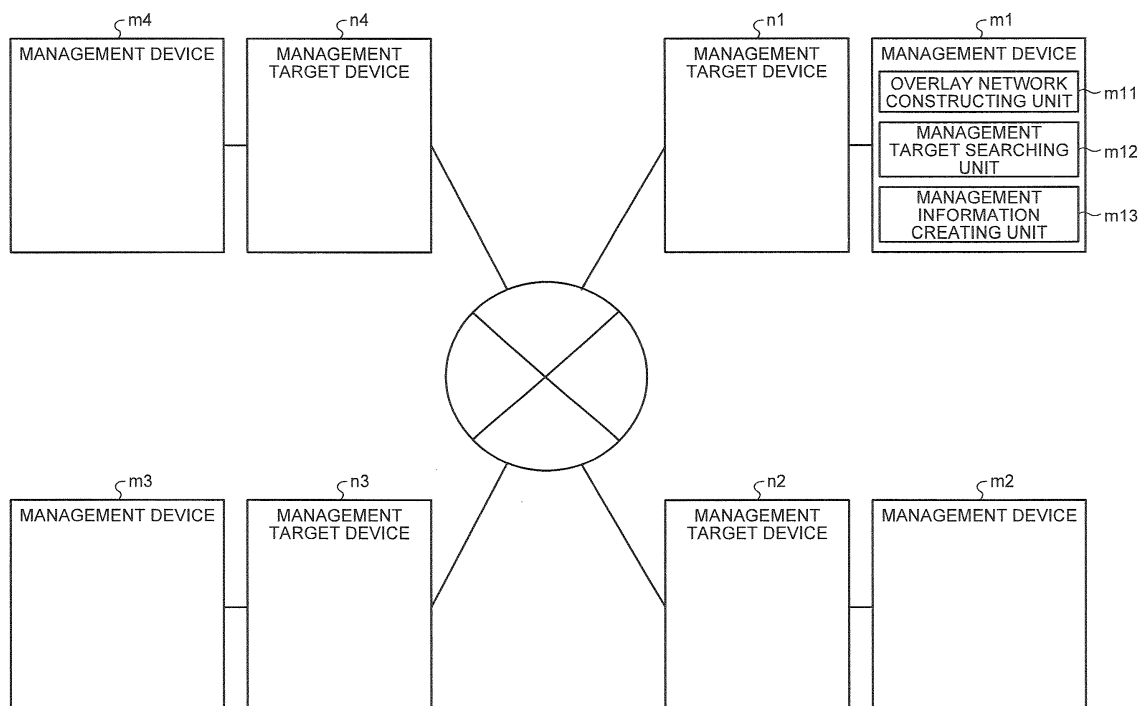 m4
n4
n1
m1
MANAGEMENT DEVICE
MANAGEMENT
TARGET DEVICE
MANAGEMENT
TARGET DEVICE
MANAGEMENT DEVICE
OVERLAY NETWORK
CONSTRUCTING UNIT
m11
MANAGEMENT
TARGET SEARCHING
UNIT
m12
MANAGEMENT
INFORMATION
CREATING UNIT
m13
m3
n3
n2
m2
MANAGEMENT DEVICE
MANAGEMENT
TARGET DEVICE
MANAGEMENT
TARGET DEVICE
MANAGEMENT DEVICE